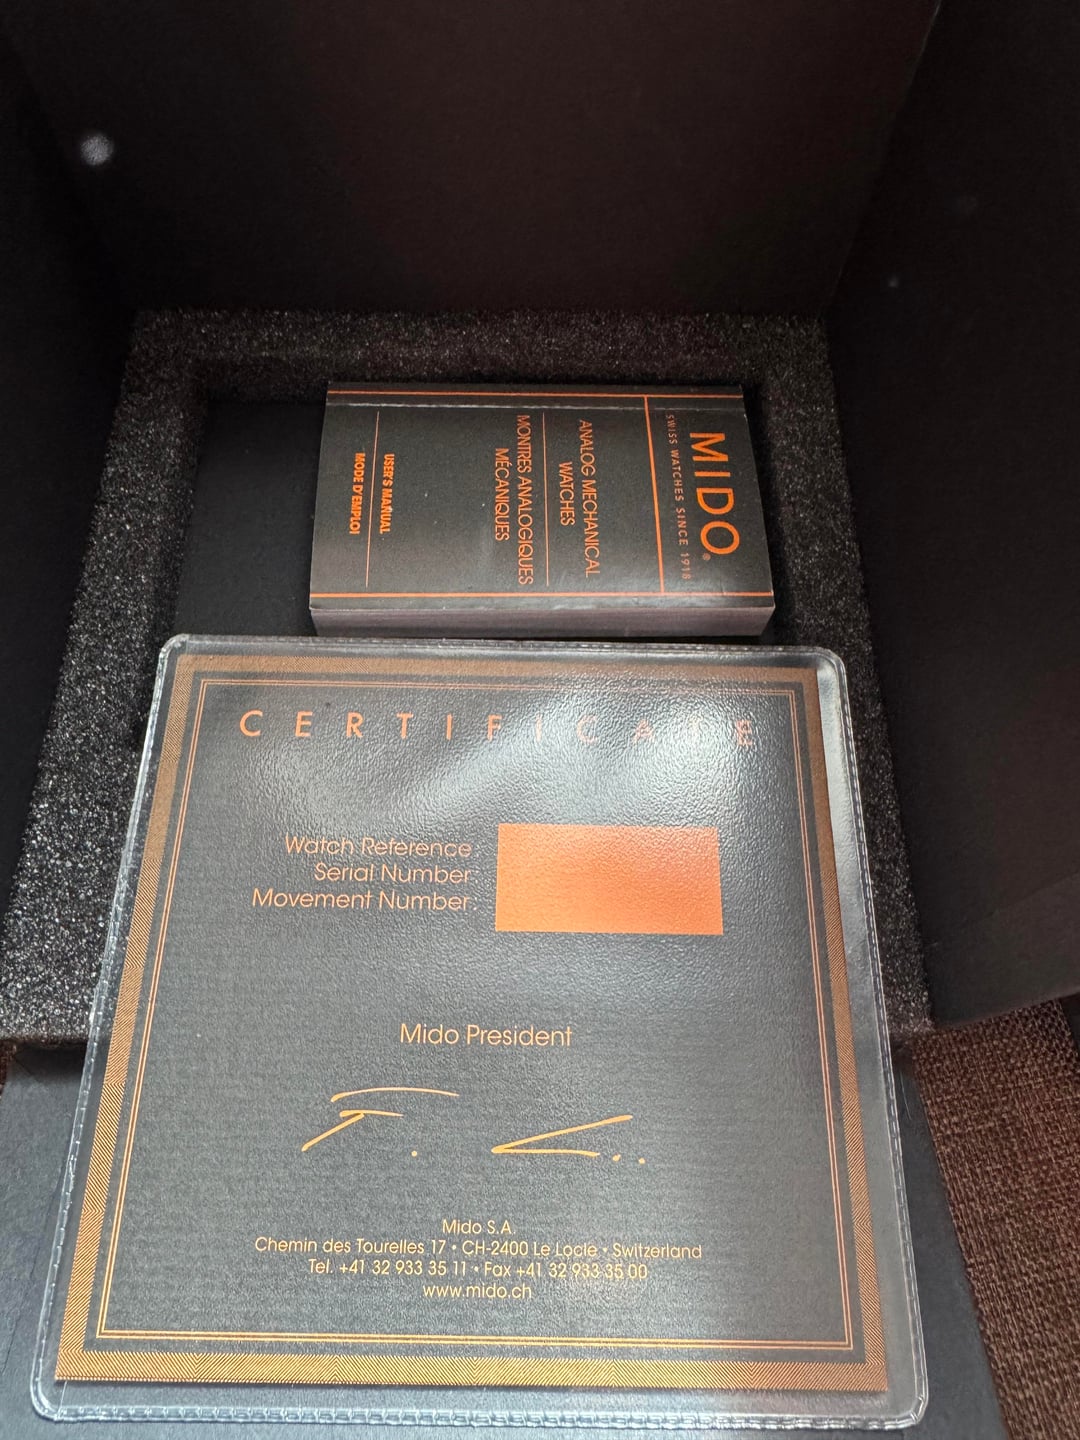 MIDO®
SWISS WATCHES SINCE 1918
ANALOG MECHANICAL
WATCHES
MONTRES ANALOGIQUES
MÉCANIQUES
USER'S MANUAL
MODE D'EMPLOI
CERTIFICATE
Watch Reference
Serial Number
Movement Number:
Mido President
Mido S.A.
Chemin des Tourelles 17 • CH-2400 Le Locle • Switzerland
Tel. +41 32 933 35 11 • Fax +41 32 933 35 00
www.mido.ch